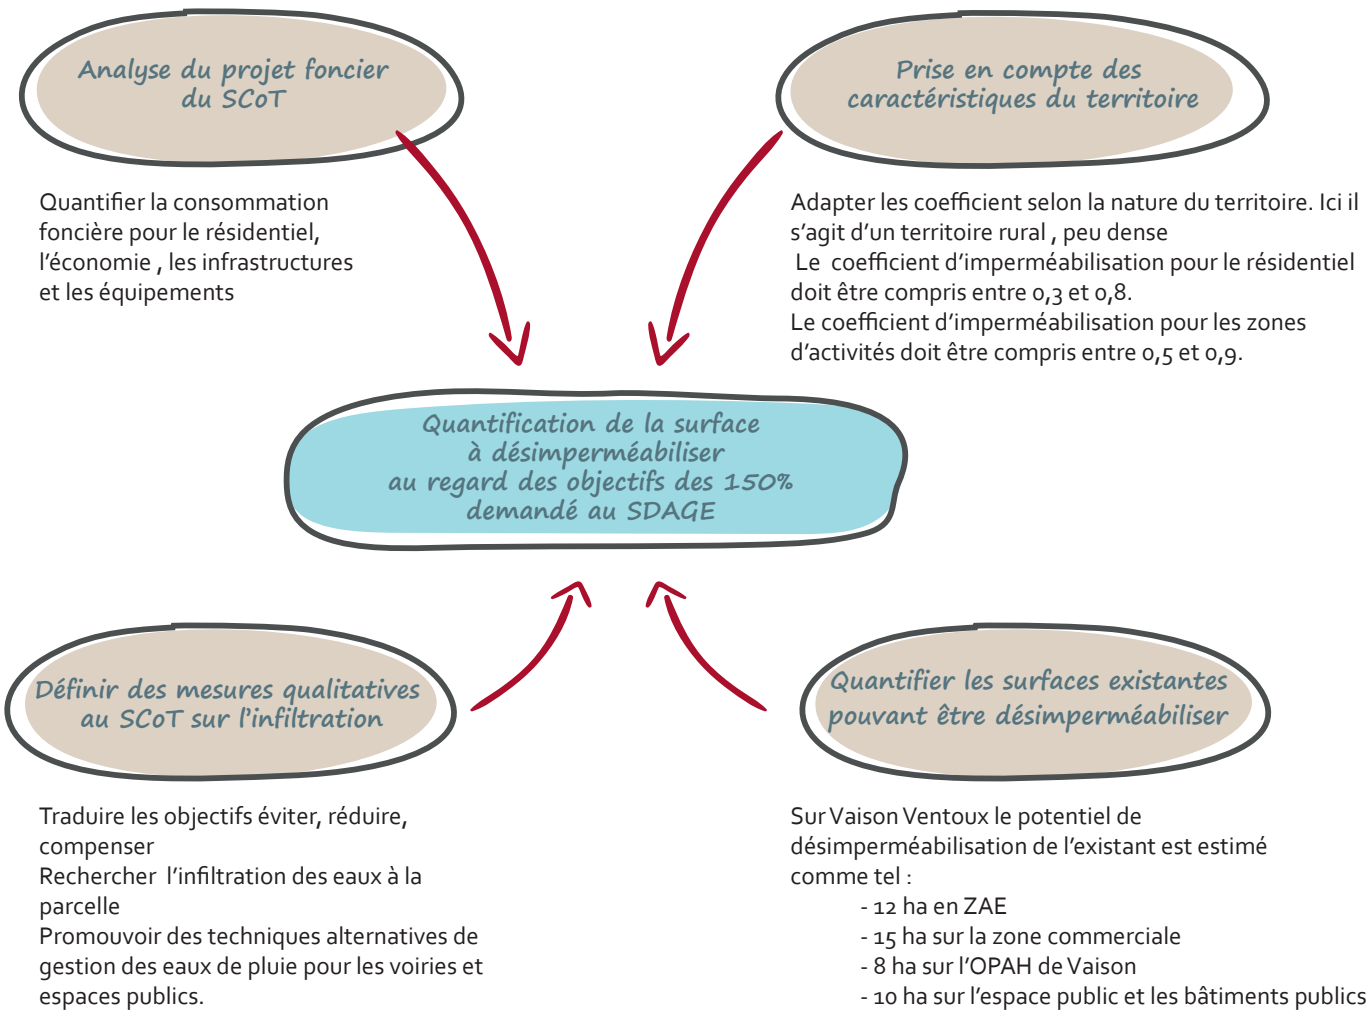 Analyse du projet foncier
du SCoT
Quantifier la consommation
foncière pour le résidentiel,
l'économie , les infrastructures
et les équipements
Prise en compte des
caractéristiques du territoire
Adapter les coefficient selon la nature du territoire. Ici il
s'agit d'un territoire rural , peu dense
Le  coefficient d'imperméabilisation pour le résidentiel
doit être compris entre 0,3 et 0,8.
Le coefficient d'imperméabilisation pour les zones
d'activités doit être compris entre 0,5 et 0,9.
Quantification de la surface
à désimperméabiliser
au regard des objectifs des 150%
demandé au SDAGE
Définir des mesures qualitatives
au SCoT sur l'infiltration
Traduire les objectifs éviter, réduire,
compenser
Rechercher  l'infiltration des eaux à la
parcelle
Promouvoir des techniques alternatives de
gestion des eaux de pluie pour les voiries et
espaces publics.
Quantifier les surfaces existantes
pouvant être désimperméabiliser
Sur Vaison Ventoux le potentiel de
désimperméabilisation de l'existant est estimé
comme tel :
- 12 ha en ZAE
- 15 ha sur la zone commerciale
- 8 ha sur l'OPAH de Vaison
- 10 ha sur l'espace public et les bâtiments publics